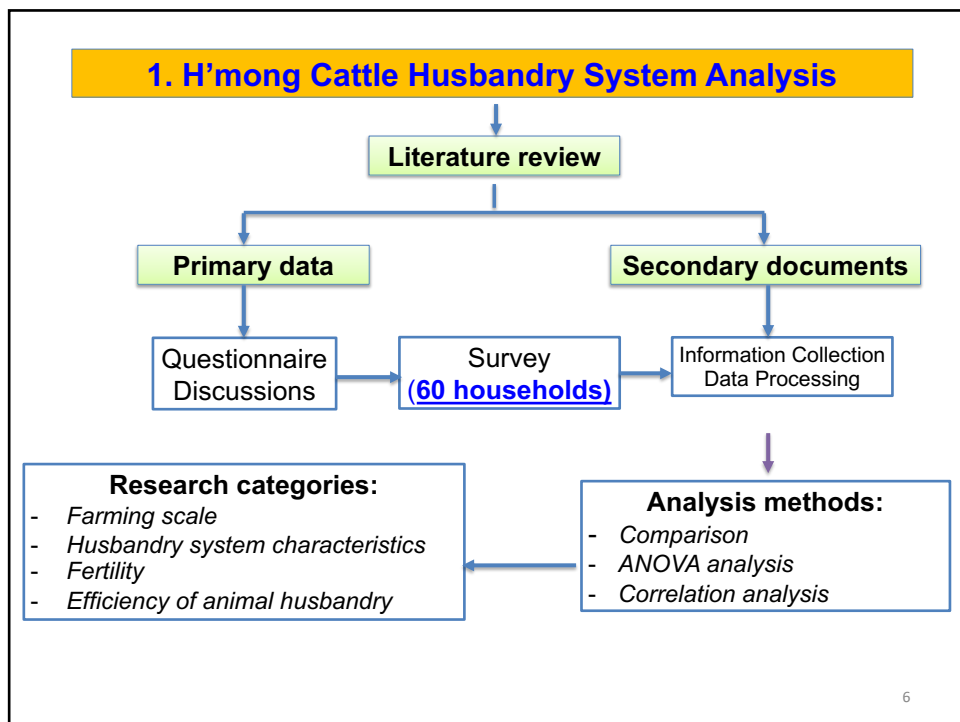 1. H'mong Cattle Husbandry System Analysis
Literature review
Primary data
Secondary documents
Questionnaire
Discussions
Survey
(60 households)
Information Collection
Data Processing
Research categories:
- Farming scale
- Husbandry system characteristics
- Fertility
- Efficiency of animal husbandry
Analysis methods:
- Comparison
- ANOVA analysis
- Correlation analysis
6